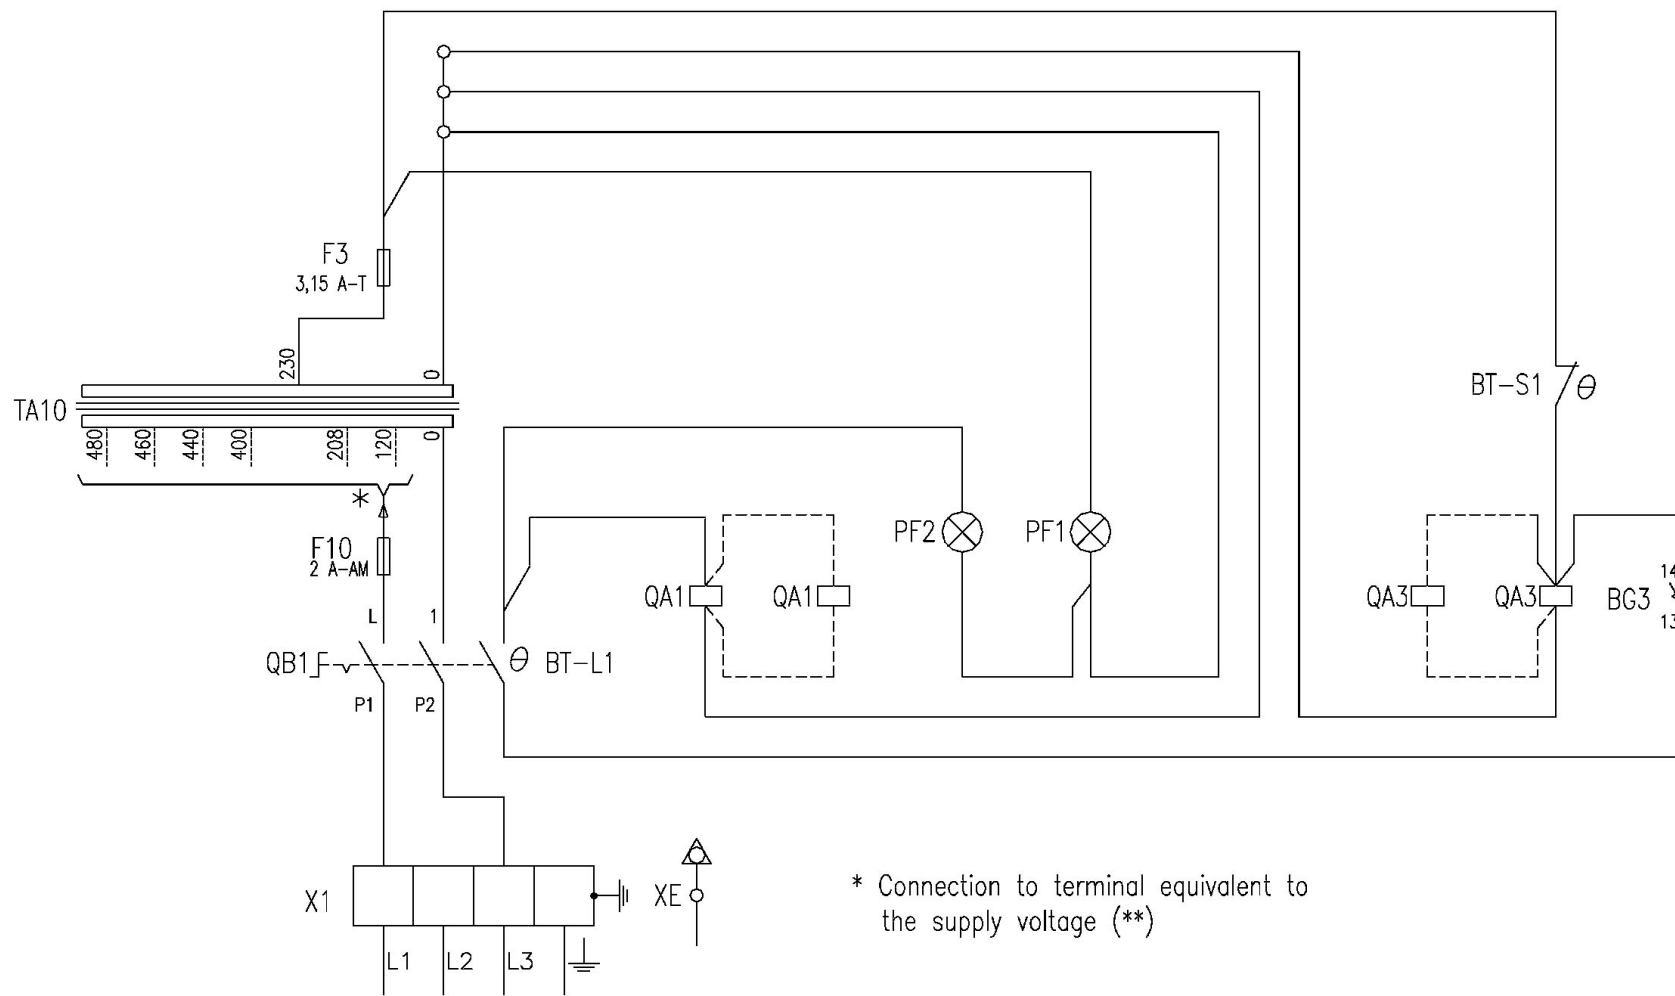 F3
3,15 A-T
230
0
TA10
480
460
440
400
208
120
0
*
F10
2 A-AM
L
1
QB1
P1
P2
θ
BT-L1
QA1
QA1
PF2
PF1
BT-S1
θ
QA3
QA3
BG3
14
13
X1
L1
L2
L3
XE
* Connection to terminal equivalent to
the supply voltage (**)